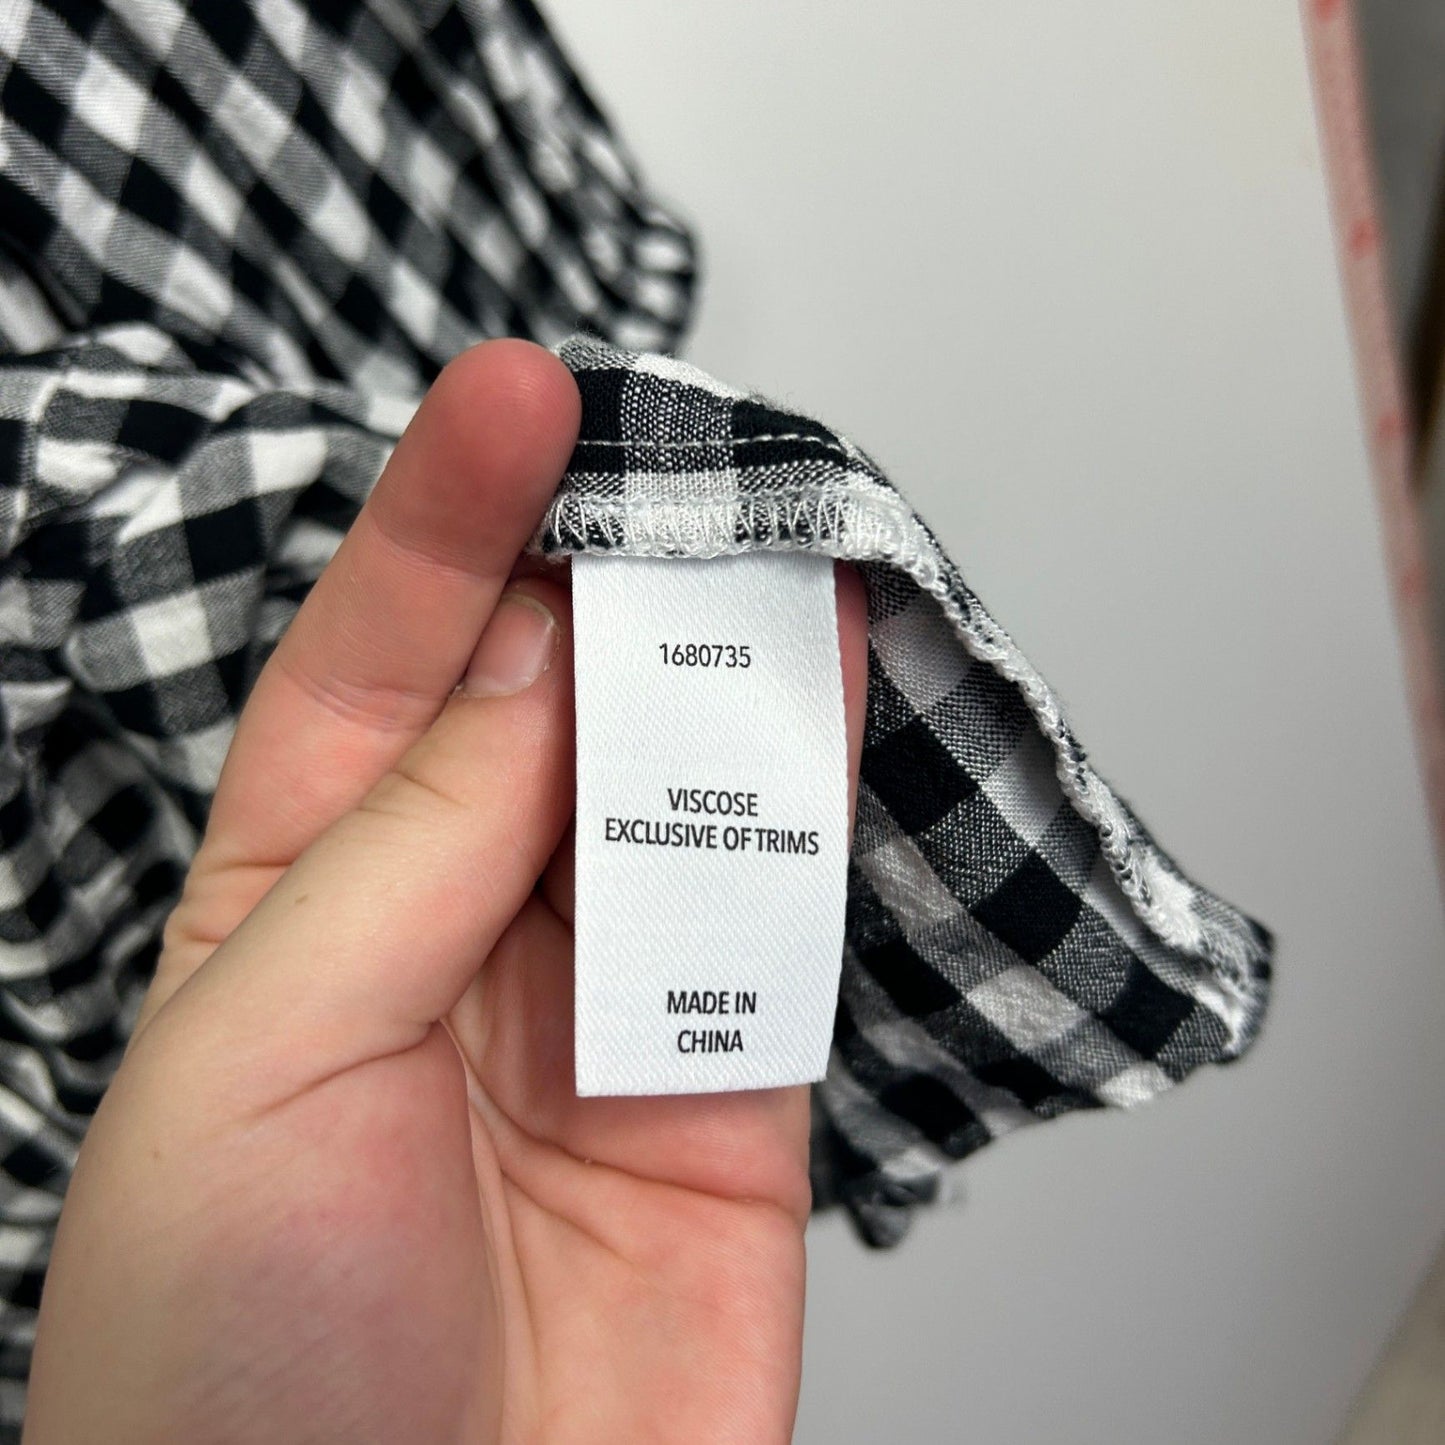 1680735
VISCOSE
EXCLUSIVE OF TRIMS
MADE IN
CHINA